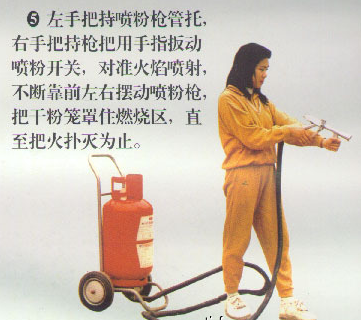 ❺ 左手把持喷粉枪管托，
右手把持枪把用手指扳动
喷粉开关，对准火焰喷射，
不断靠前左右摆动喷粉枪，
把干粉笼罩住燃烧区，直
至把火扑灭为止。